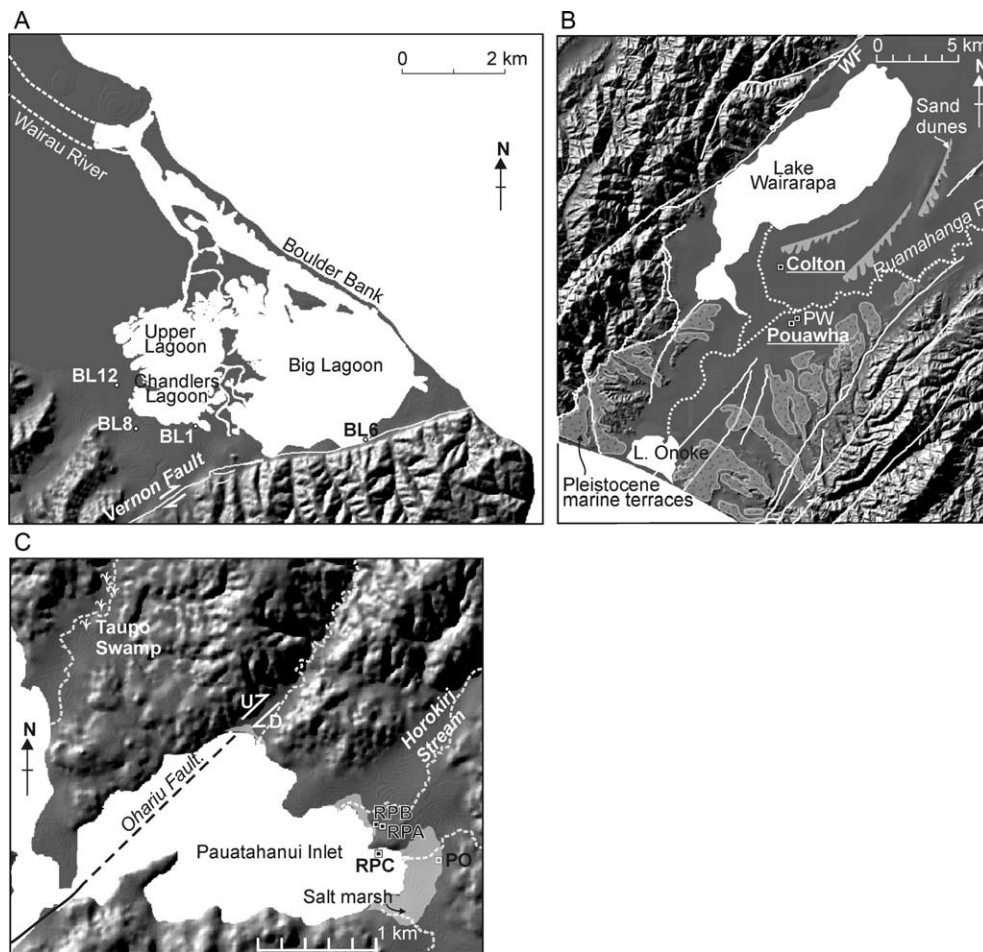 A
0 2 km
Wairau River
N
Boulder Bank
Upper
Lagoon
Big Lagoon
BL12
Chandlers
Lagoon
BL8
BL1
BL6
Vernon Fault
B
0 5 km
WF
N
Sand
dunes
Lake
Wairarapa
Ruamahanga R
Colton
PW
Pouawha
L. Onoke
Pleistocene
marine terraces
C
Taupo
Swamp
U
D
N
Horokiri
Stream
Ohariu Fault.
RPB
RPA
Pauatahanui Inlet
RPC
PO
Salt marsh
1 km